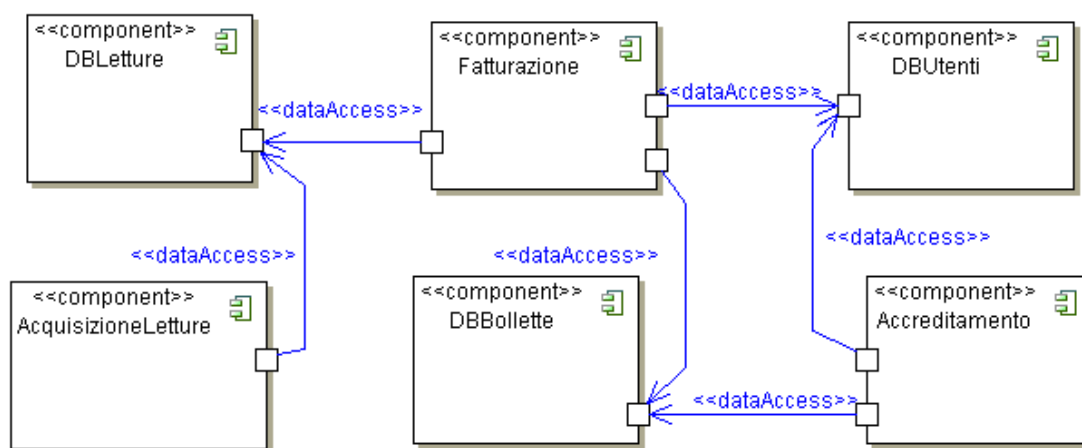 <<component>>
DBLetture
<<component>>
Fatturazione
<<component>>
DBUtenti
<<dataAccess>>
<<dataAccess>>
<<dataAccess>>
<<dataAccess>>
<<dataAccess>>
<<component>>
AcquisizioneLetture
<<component>>
DBBollette
<<component>>
Accreditamento
<<dataAccess>>